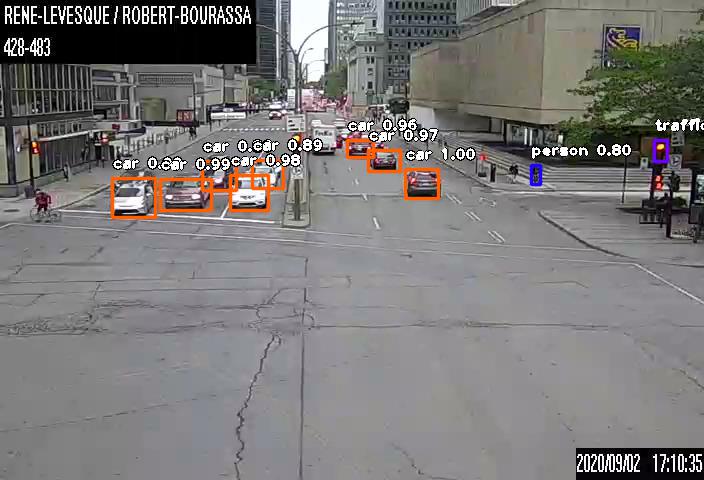 RENE-LEVESQUE / ROBERT-BOURASSA
428-483
car 0.96
car 0.89
0.97
car 0.99
car 0.98
car 1.00
person 0.80
traffic
2020/09/02 17:10:35